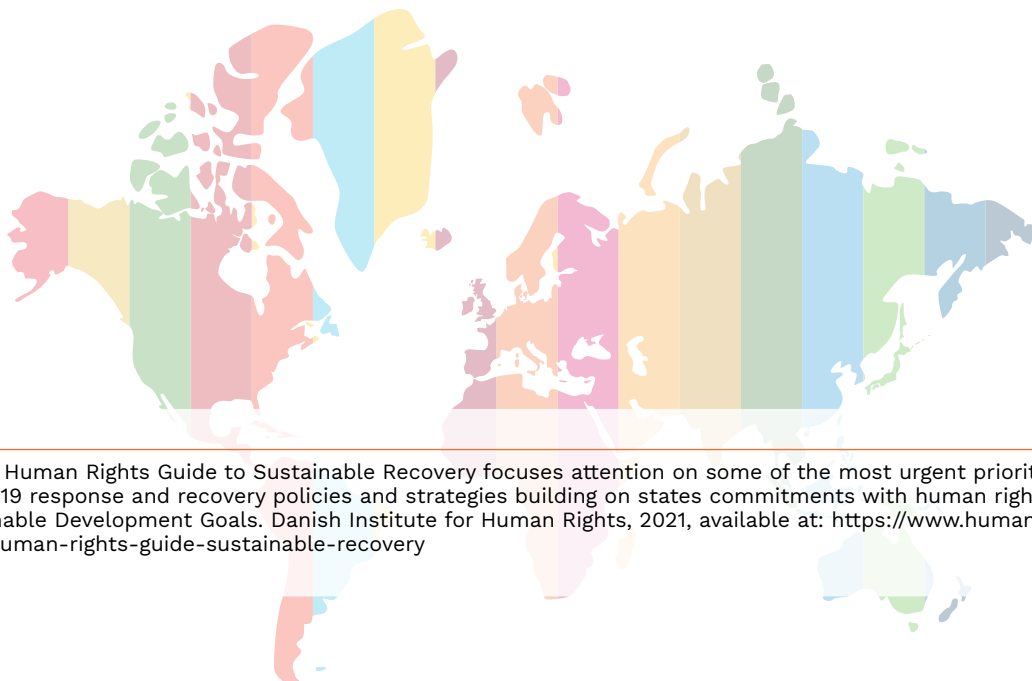 Human Rights Guide to Sustainable Recovery focuses attention on some of the most urgent priorit
19 response and recovery policies and strategies building on states commitments with human righ
able Development Goals. Danish Institute for Human Rights, 2021, available at: https://www.human
uman-rights-guide-sustainable-recovery